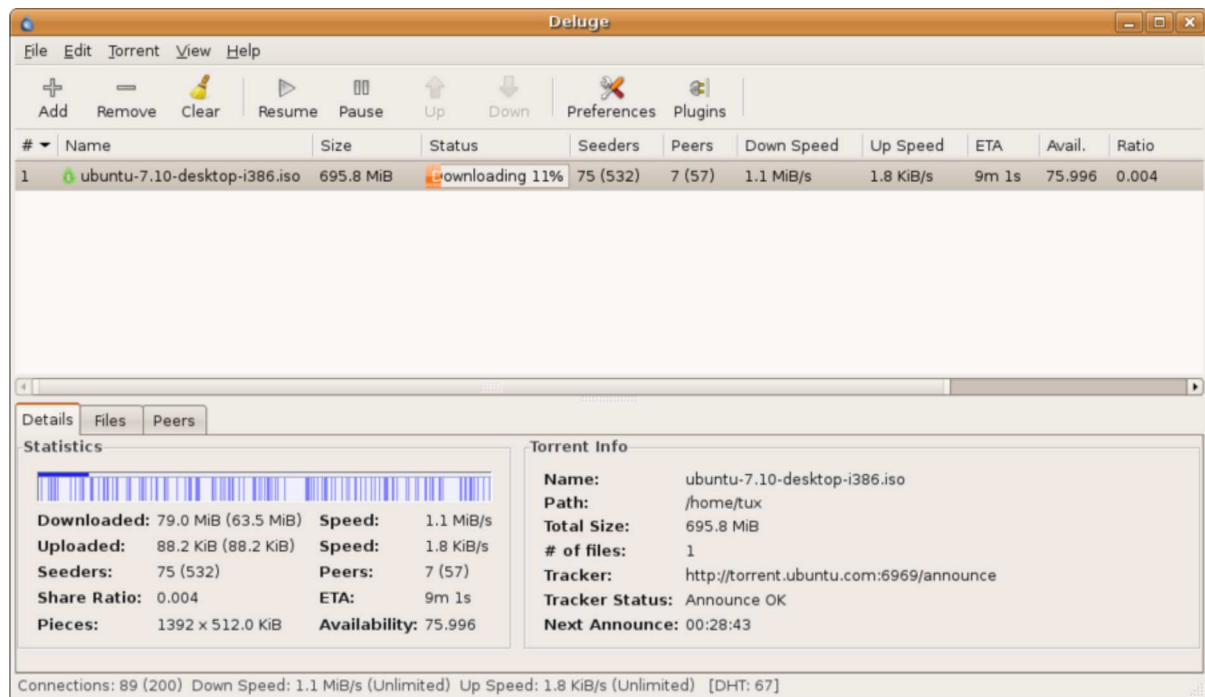 Deluge
File Edit Torrent View Help
Add Remove Clear Resume Pause Up Down Preferences Plugins
# Name Size Status Seeders Peers Down Speed Up Speed ETA Avail. Ratio
1 ubuntu-7.10-desktop-i386.iso 695.8 MiB Downloading 11% 75 (532) 7 (57) 1.1 MiB/s 1.8 KiB/s 9m 1s 75.996 0.004
Details Files Peers
Statistics
Downloaded: 79.0 MiB (63.5 MiB) Speed: 1.1 MiB/s
Uploaded: 88.2 KiB (88.2 KiB) Speed: 1.8 KiB/s
Seeders: 75 (532) Peers: 7 (57)
Share Ratio: 0.004 ETA: 9m 1s
Pieces: 1392 x 512.0 KiB Availability: 75.996
Torrent Info
Name: ubuntu-7.10-desktop-i386.iso
Path: /home/tux
Total Size: 695.8 MiB
# of files: 1
Tracker: http://torrent.ubuntu.com:6969/announce
Tracker Status: Announce OK
Next Announce: 00:28:43
Connections: 89 (200) Down Speed: 1.1 MiB/s (Unlimited) Up Speed: 1.8 KiB/s (Unlimited) [DHT: 67]